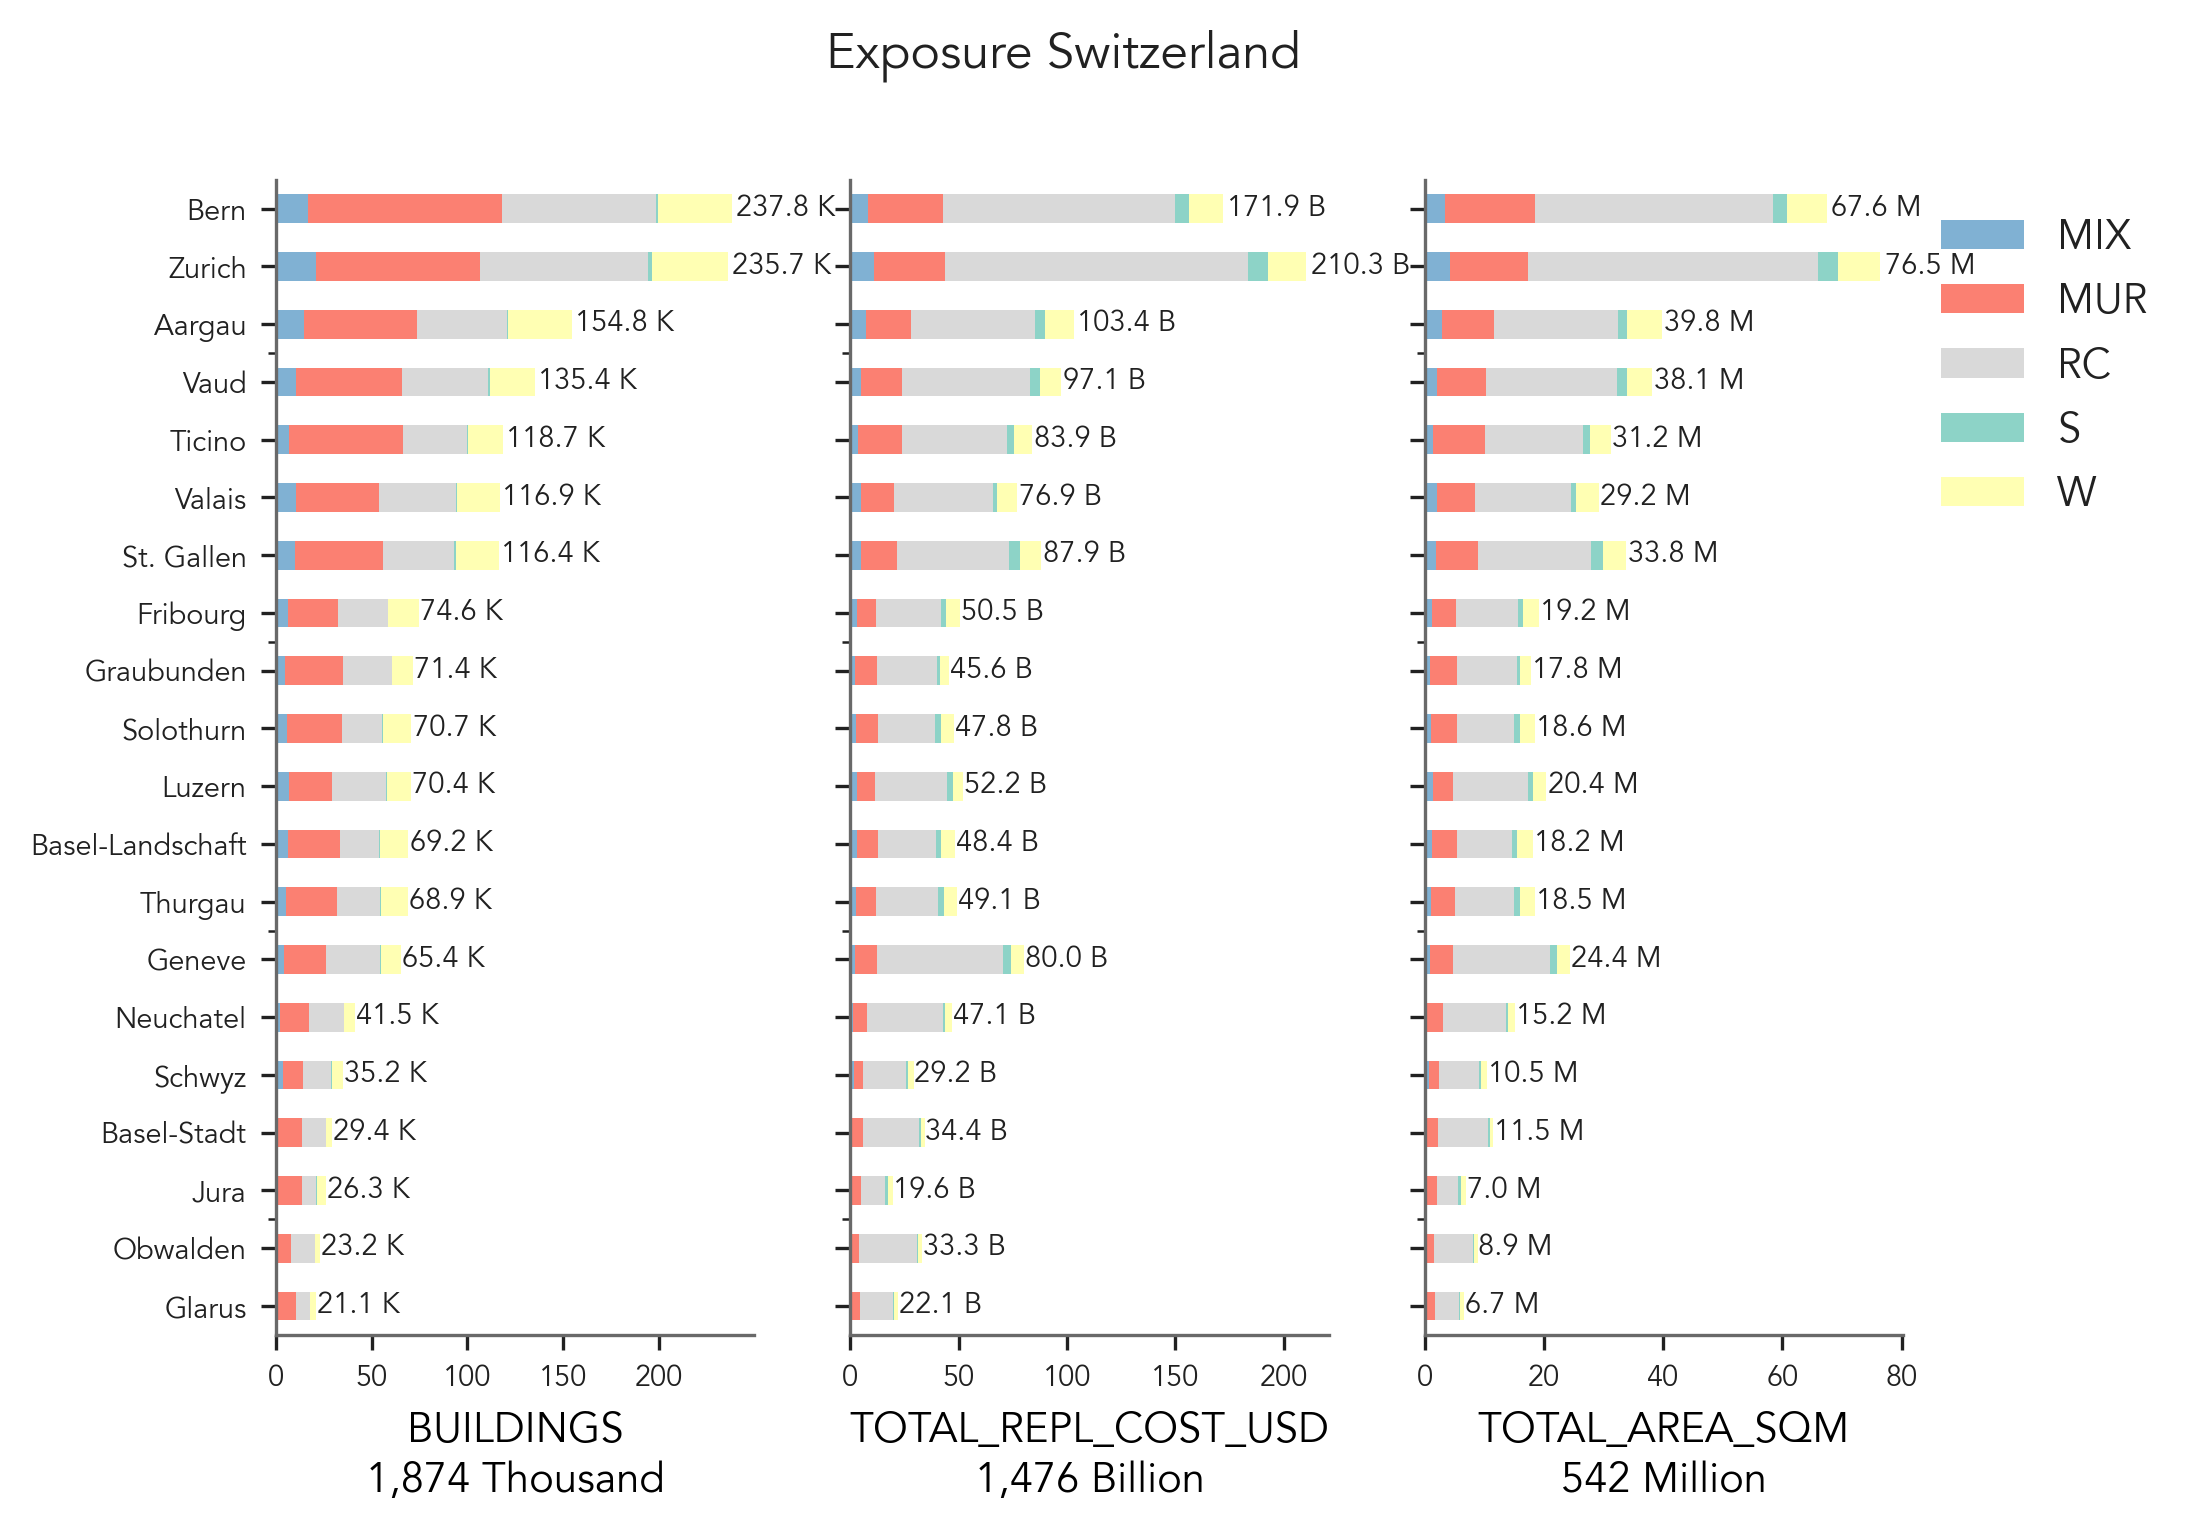 Exposure Switzerland
Bern 237.8 K 171.9 B 67.6 M
Zurich 235.7 K 210.3 B 76.5 M
Aargau 154.8 K 103.4 B 39.8 M
Vaud 135.4 K 97.1 B 38.1 M
Ticino 118.7 K 83.9 B 31.2 M
Valais 116.9 K 76.9 B 29.2 M
St. Gallen 116.4 K 87.9 B 33.8 M
Fribourg 74.6 K 50.5 B 19.2 M
Graubunden 71.4 K 45.6 B 17.8 M
Solothurn 70.7 K 47.8 B 18.6 M
Luzern 70.4 K 52.2 B 20.4 M
Basel-Landschaft 69.2 K 48.4 B 18.2 M
Thurgau 68.9 K 49.1 B 18.5 M
Geneve 65.4 K 80.0 B 24.4 M
Neuchatel 41.5 K 47.1 B 15.2 M
Schwyz 35.2 K 29.2 B 10.5 M
Basel-Stadt 29.4 K 34.4 B 11.5 M
Jura 26.3 K 19.6 B 7.0 M
Obwalden 23.2 K 33.3 B 8.9 M
Glarus 21.1 K 22.1 B 6.7 M
0 50 100 150 200
0 50 100 150 200
0 20 40 60 80
BUILDINGS
1,874 Thousand
TOTAL_REPL_COST_USD
1,476 Billion
TOTAL_AREA_SQM
542 Million
MIX
MUR
RC
S
W